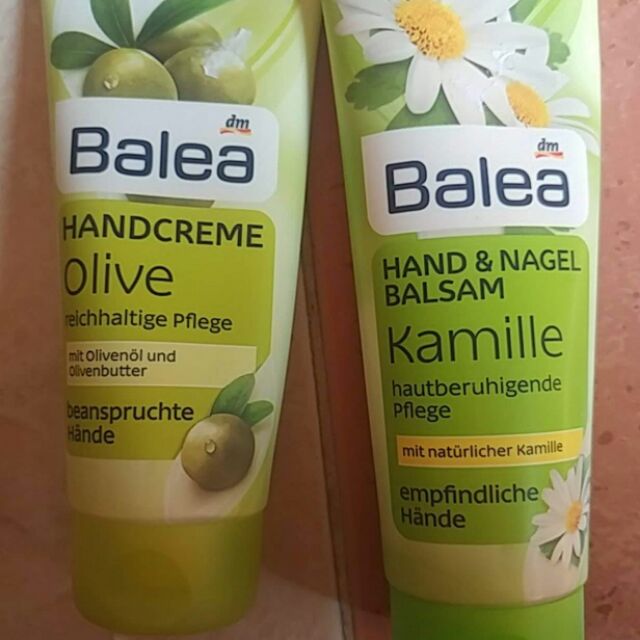 dm
Balea
HANDCREME
Olive
reichhaltige Pflege
mit Olivenöl und
Olivenbutter
beanspruchte
Hände
dm
Balea
HAND & NAGEL
BALSAM
Kamille
hautberuhigende
Pflege
mit natürlicher Kamille
empfindliche
Hände